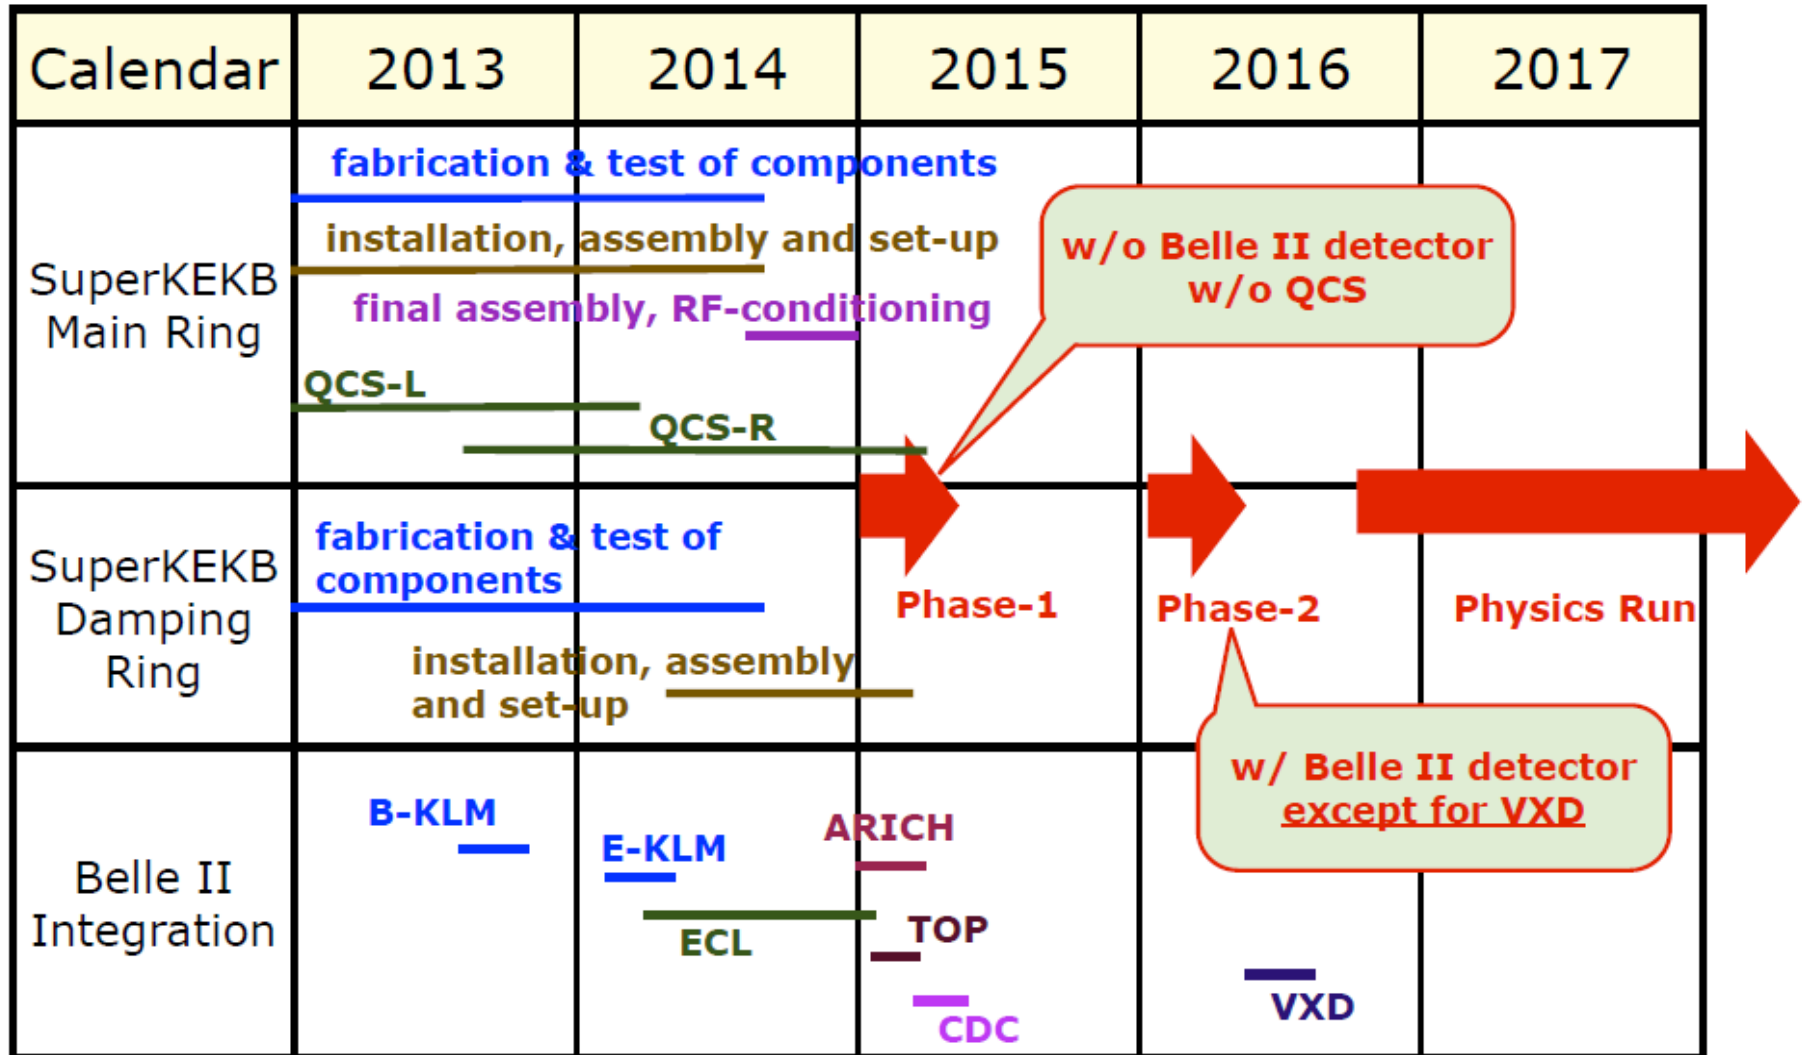 Calendar 2013 2014 2015 2016 2017
SuperKEKB
Main Ring
fabrication & test of components
installation, assembly and set-up
final assembly, RF-conditioning
QCS-L
QCS-R
w/o Belle II detector
w/o QCS
SuperKEKB
Damping
Ring
fabrication & test of
components
installation, assembly
and set-up
Phase-1
Phase-2
Physics Run
w/ Belle II detector
except for VXD
Belle II
Integration
B-KLM
E-KLM
ECL
ARICH
TOP
CDC
VXD